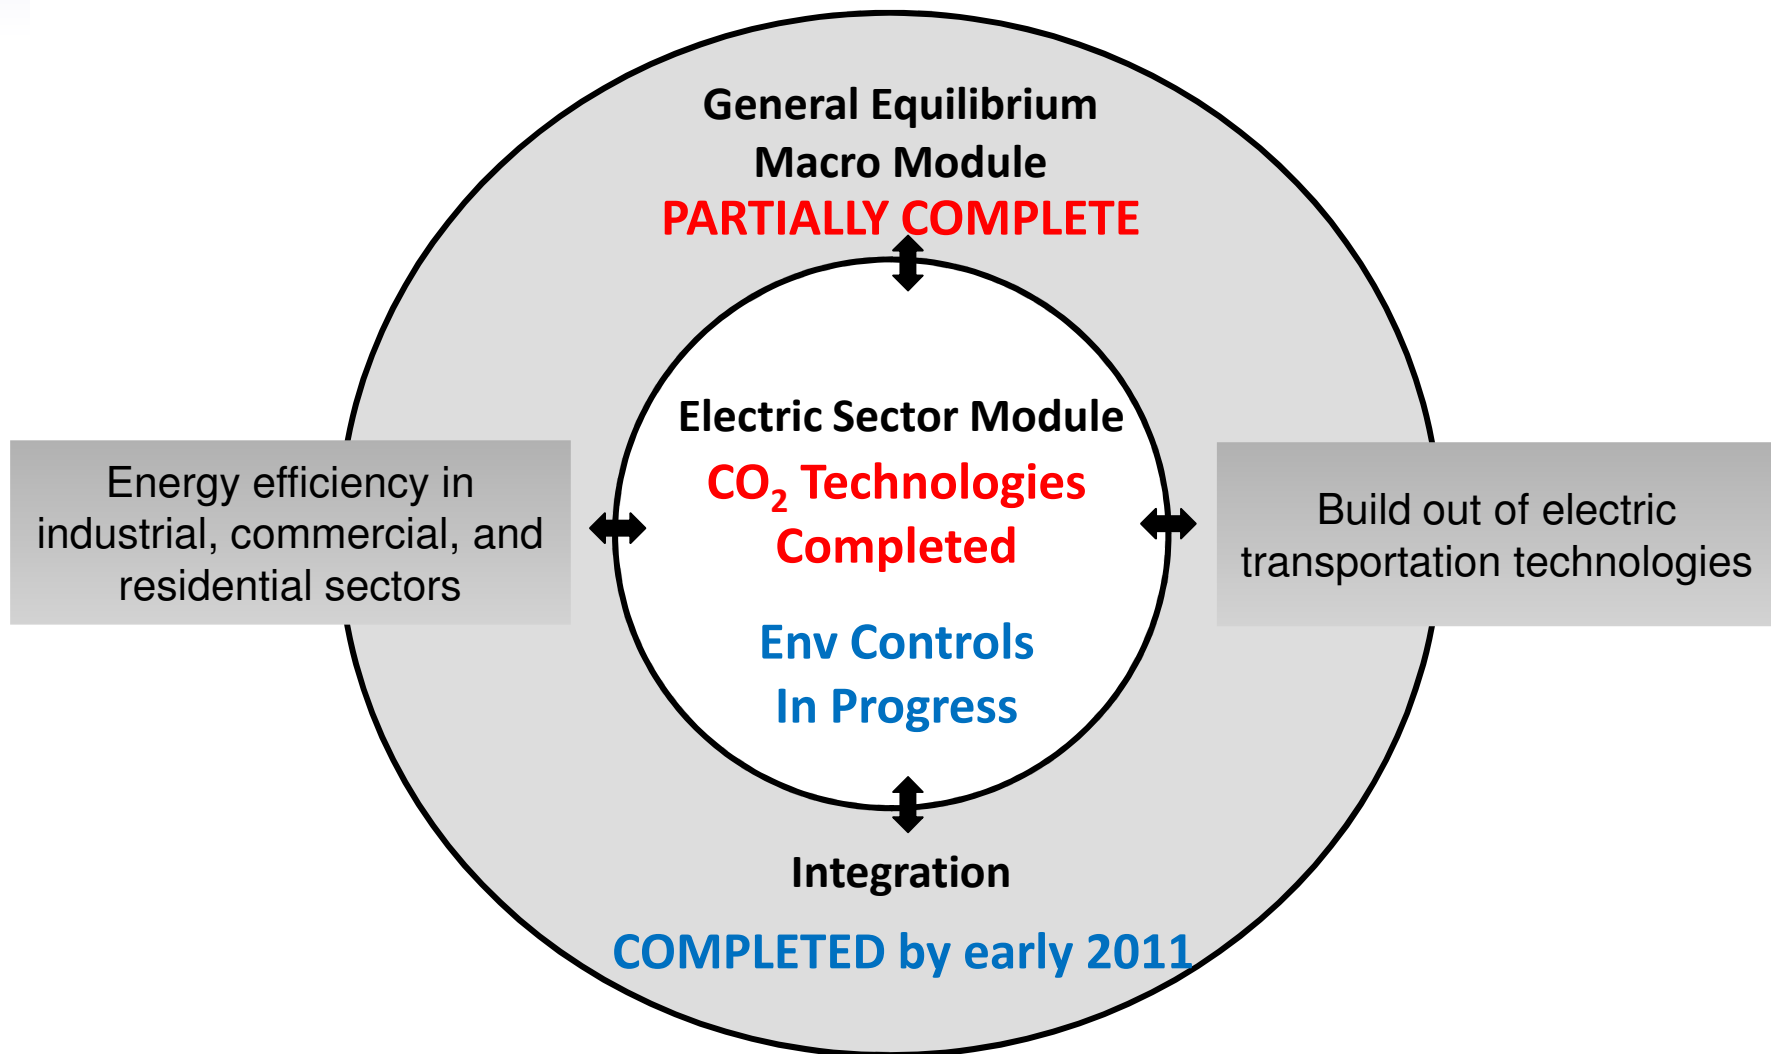 General Equilibrium
Macro Module
PARTIALLY COMPLETE
Electric Sector Module
CO₂ Technologies
Completed
Env Controls
In Progress
Energy efficiency in
industrial, commercial, and
residential sectors
Build out of electric
transportation technologies
Integration
COMPLETED by early 2011